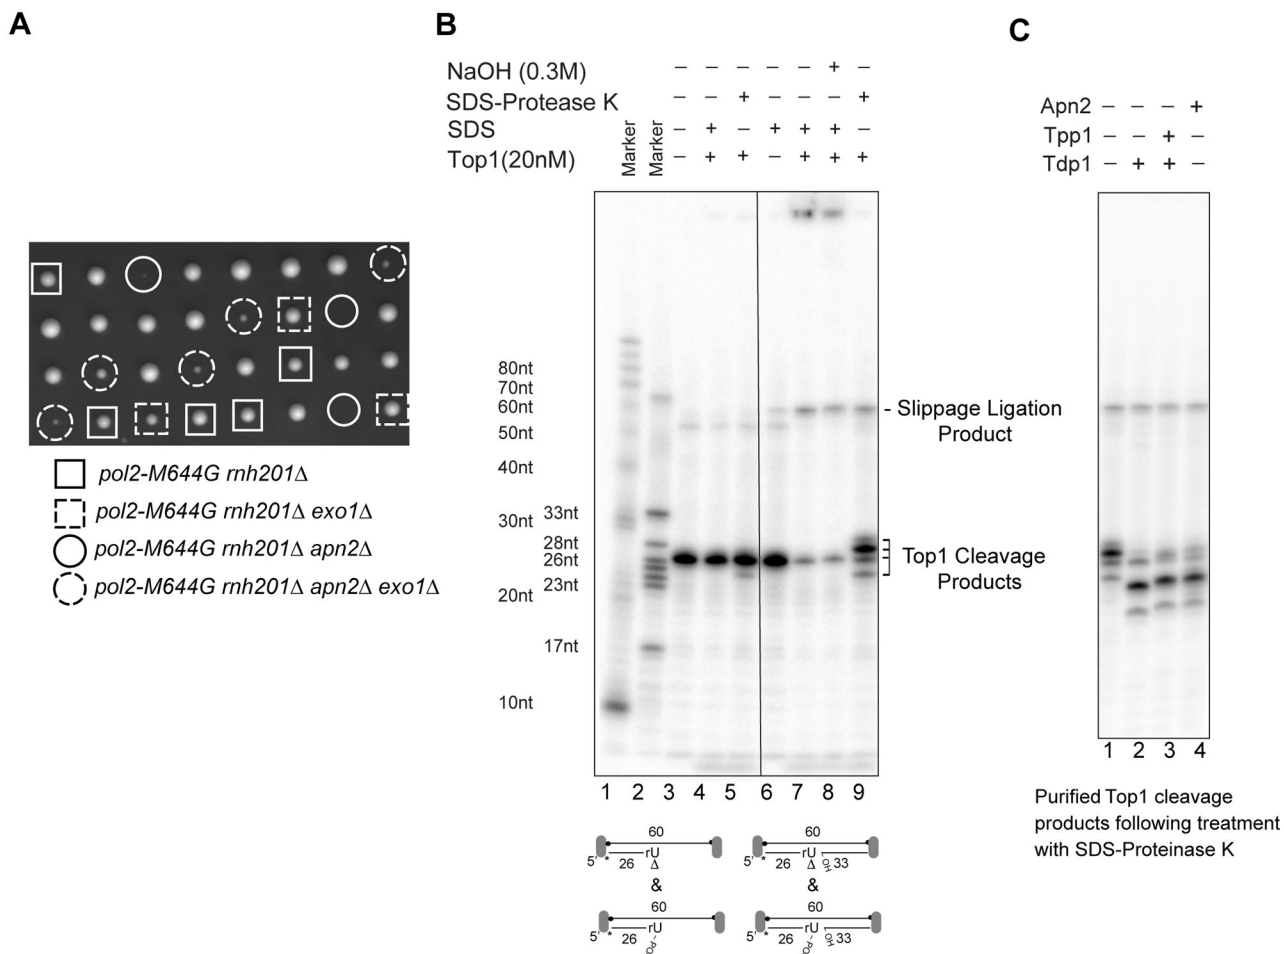 A
pol2-M644G rnh201Δ
pol2-M644G rnh201Δ exo1Δ
pol2-M644G rnh201Δ apn2Δ
pol2-M644G rnh201Δ apn2Δ exo1Δ
B
NaOH (0.3M) – – – – – + –
SDS-Protease K – – + – – – +
SDS – + – + + + –
Top1(20nM) – + + – + + +
Marker
Marker
80nt
70nt
60nt
50nt
40nt
30nt
20nt
10nt
33nt
28nt
26nt
23nt
17nt
- Slippage Ligation
Product
Top1 Cleavage
Products
1 2 3 4 5 6 7 8 9
60
5' * 26 rU
Δ
&
60
5' * 26 rU
60
5' * 26 rU OH 33
Δ
&
60
5' * 26 rU OH 33
C
Apn2 – – – +
Tpp1 – – + –
Tdp1 – + + –
1 2 3 4
Purified Top1 cleavage
products following treatment
with SDS-Proteinase K